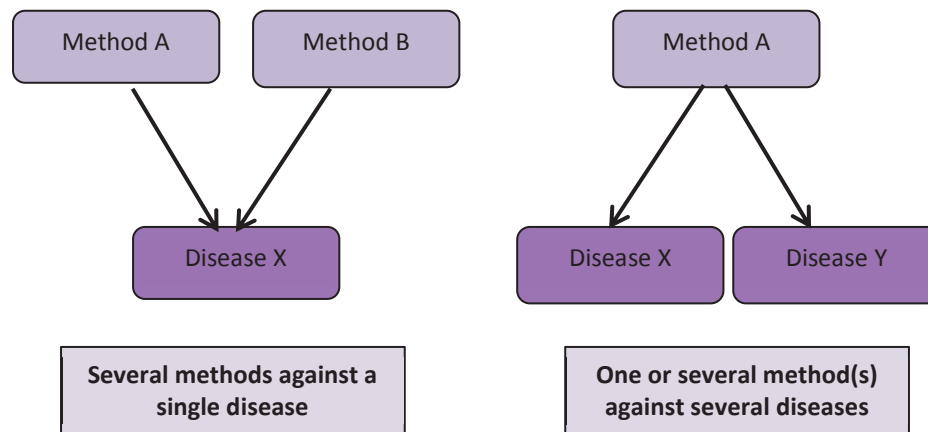 Method A
Method B
Method A
Disease X
Disease X
Disease Y
Several methods against a
single disease
One or several method(s)
against several diseases